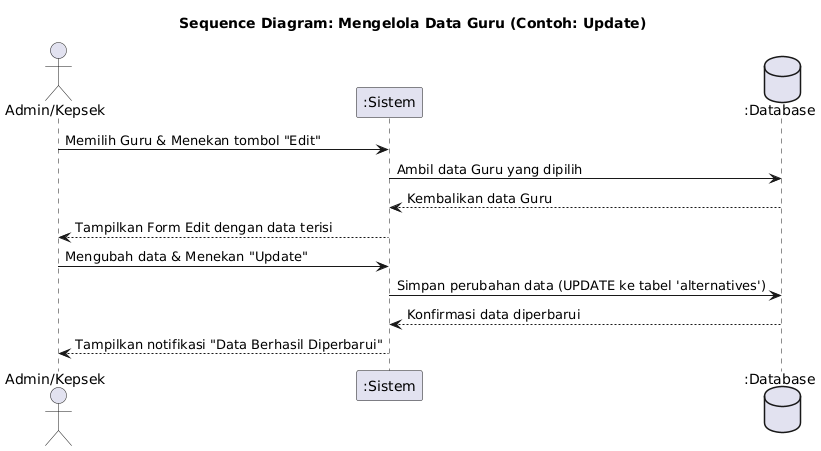 Sequence Diagram: Mengelola Data Guru (Contoh: Update)
Admin/Kepsek
:Sistem
:Database
Memilih Guru & Menekan tombol "Edit"
Ambil data Guru yang dipilih
Kembalikan data Guru
Tampilkan Form Edit dengan data terisi
Mengubah data & Menekan "Update"
Simpan perubahan data (UPDATE ke tabel 'alternatives')
Konfirmasi data diperbarui
Tampilkan notifikasi "Data Berhasil Diperbarui"
Admin/Kepsek
:Sistem
:Database